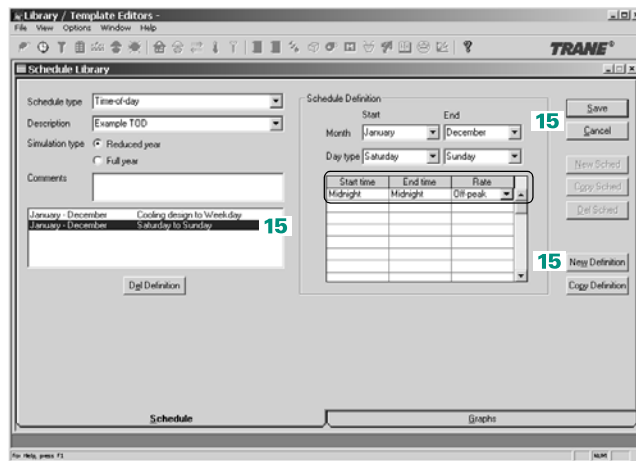 Library / Template Editors -
File View Options Window Help
TRANE®
Schedule Library
Schedule type Time-of-day
Description Example TOD
Simulation type Reduced year
Full year
Comments
January - December Cooling design to Weekday
January - December Saturday to Sunday 15
Del Definition
Schedule Definition
Start End
Month January December
Day type Saturday Sunday
Start time End time Rate
Midnight Midnight Off-peak
15 Save
Cancel
New Sched
Copy Sched
Del Sched
15 New Definition
Copy Definition
Schedule Graphs
For Help, press F1 NUM